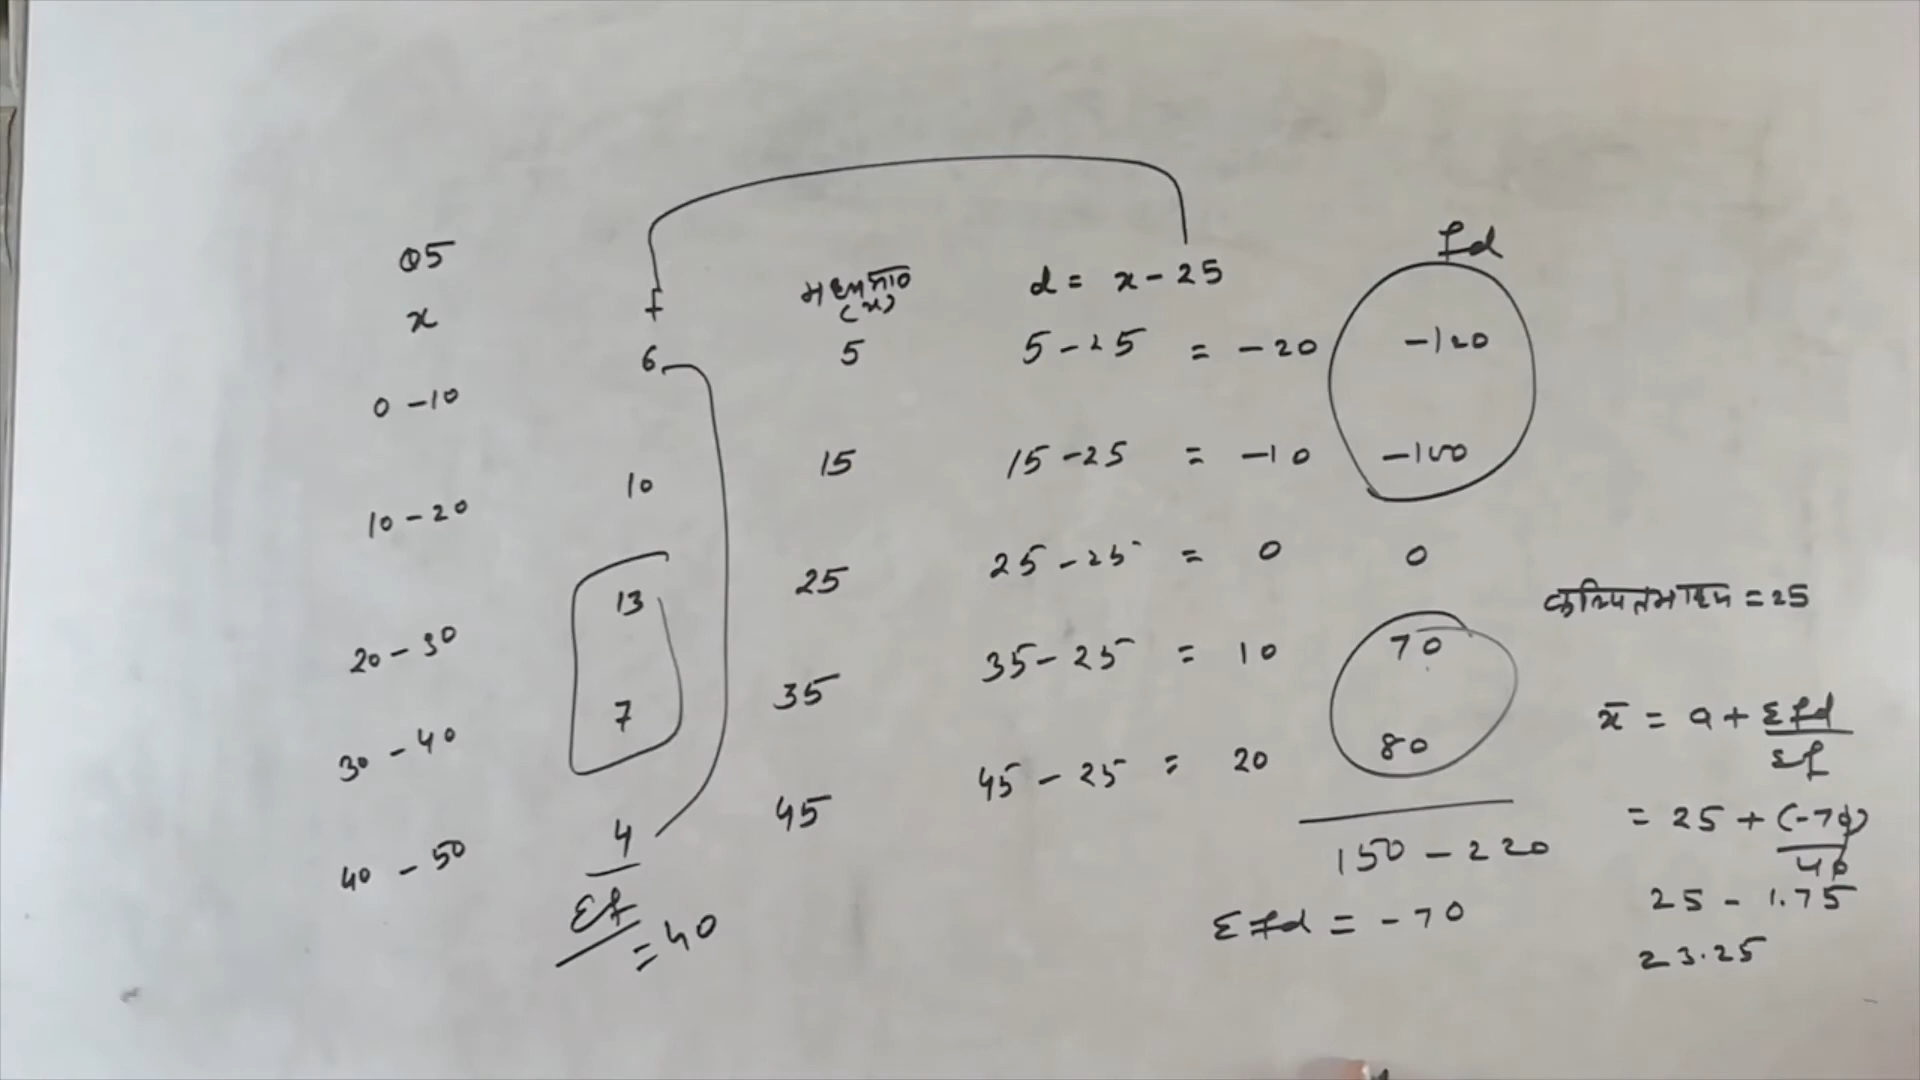 Q5
x f मध्यमान (x) d = x - 25 fd
0 - 10 6 5 5 - 25 = -20 -120
10 - 20 10 15 15 - 25 = -10 -100
20 - 30 13 25 25 - 25 = 0 0
30 - 40 7 35 35 - 25 = 10 70
40 - 50 4 45 45 - 25 = 20 80
Σf = 40
150 - 220
Σfd = -70
कल्पित माध्य = 25
x̄ = a + Σfd / Σf
= 25 + (-70) / 40
25 - 1.75
23.25